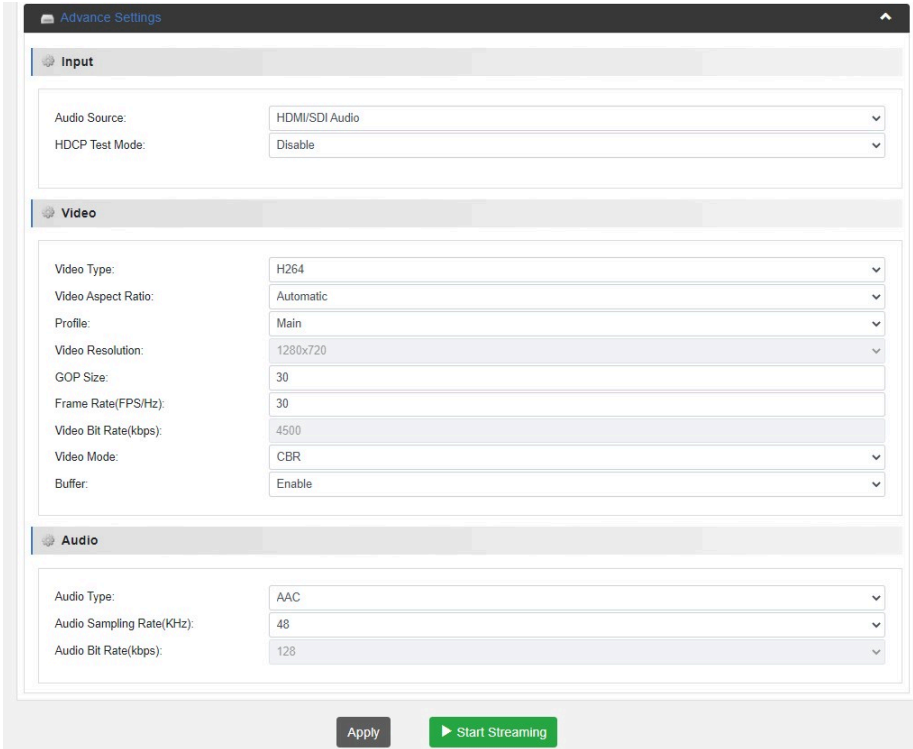 Advance Settings
Input
Audio Source: HDMI/SDI Audio
HDCP Test Mode: Disable
Video
Video Type: H264
Video Aspect Ratio: Automatic
Profile: Main
Video Resolution: 1280x720
GOP Size: 30
Frame Rate(FPS/Hz): 30
Video Bit Rate(kbps): 4500
Video Mode: CBR
Buffer: Enable
Audio
Audio Type: AAC
Audio Sampling Rate(KHz): 48
Audio Bit Rate(kbps): 128
Apply Start Streaming